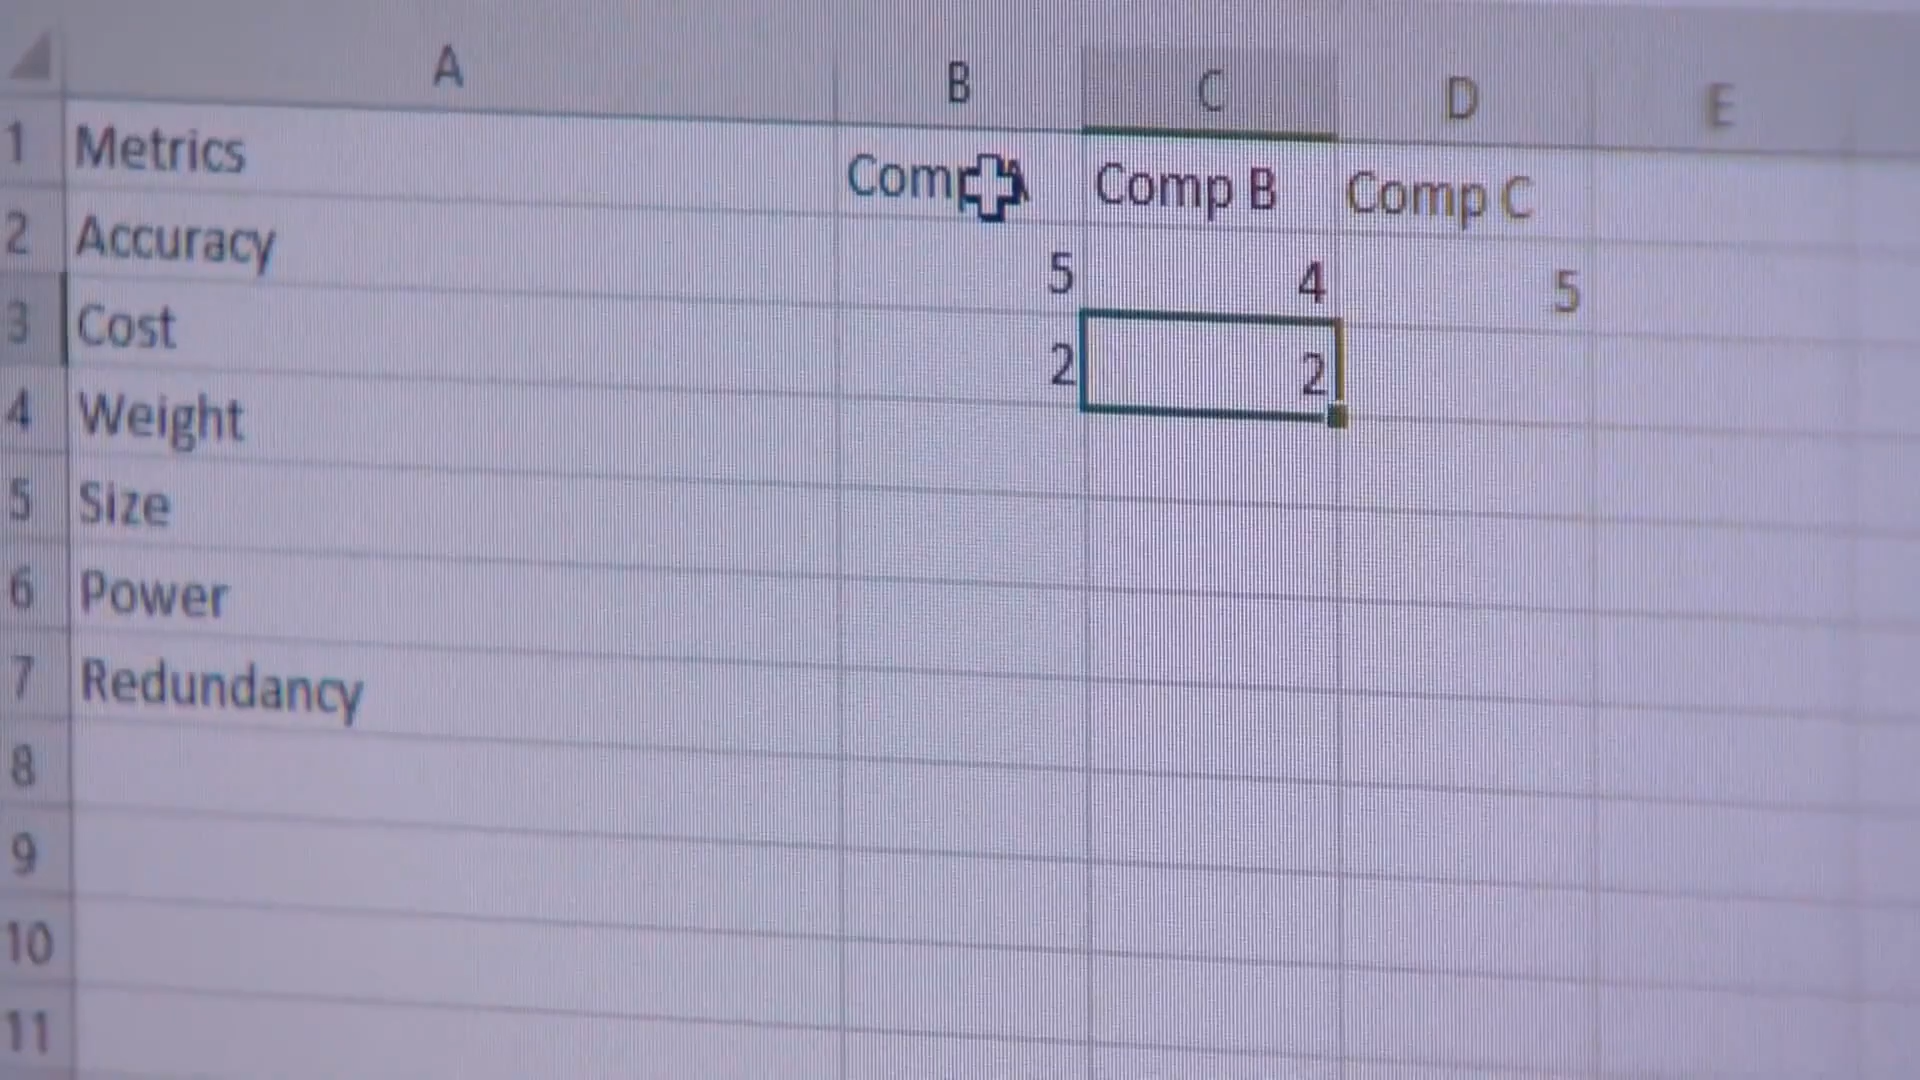 A B C D E
1 Metrics Comp A Comp B Comp C
2 Accuracy 5 4 5
3 Cost 2 2
4 Weight
5 Size
6 Power
7 Redundancy
8
9
10
11